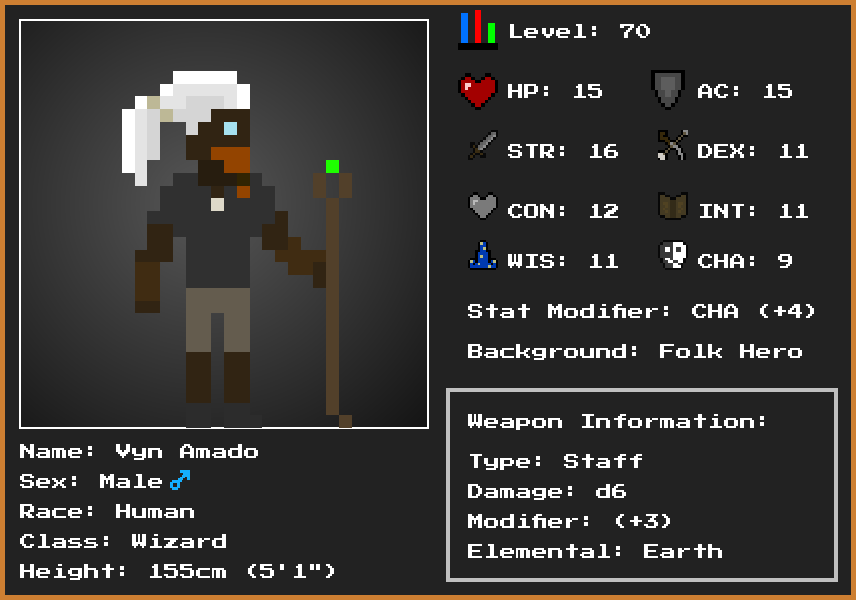 Level: 70
HP: 15
AC: 15
STR: 16
DEX: 11
CON: 12
INT: 11
WIS: 11
CHA: 9
Stat Modifier: CHA (+4)
Background: Folk Hero
Weapon Information:
Type: Staff
Damage: d6
Modifier: (+3)
Elemental: Earth
Name: Vyn Amado
Sex: Male♂
Race: Human
Class: Wizard
Height: 155cm (5'1")